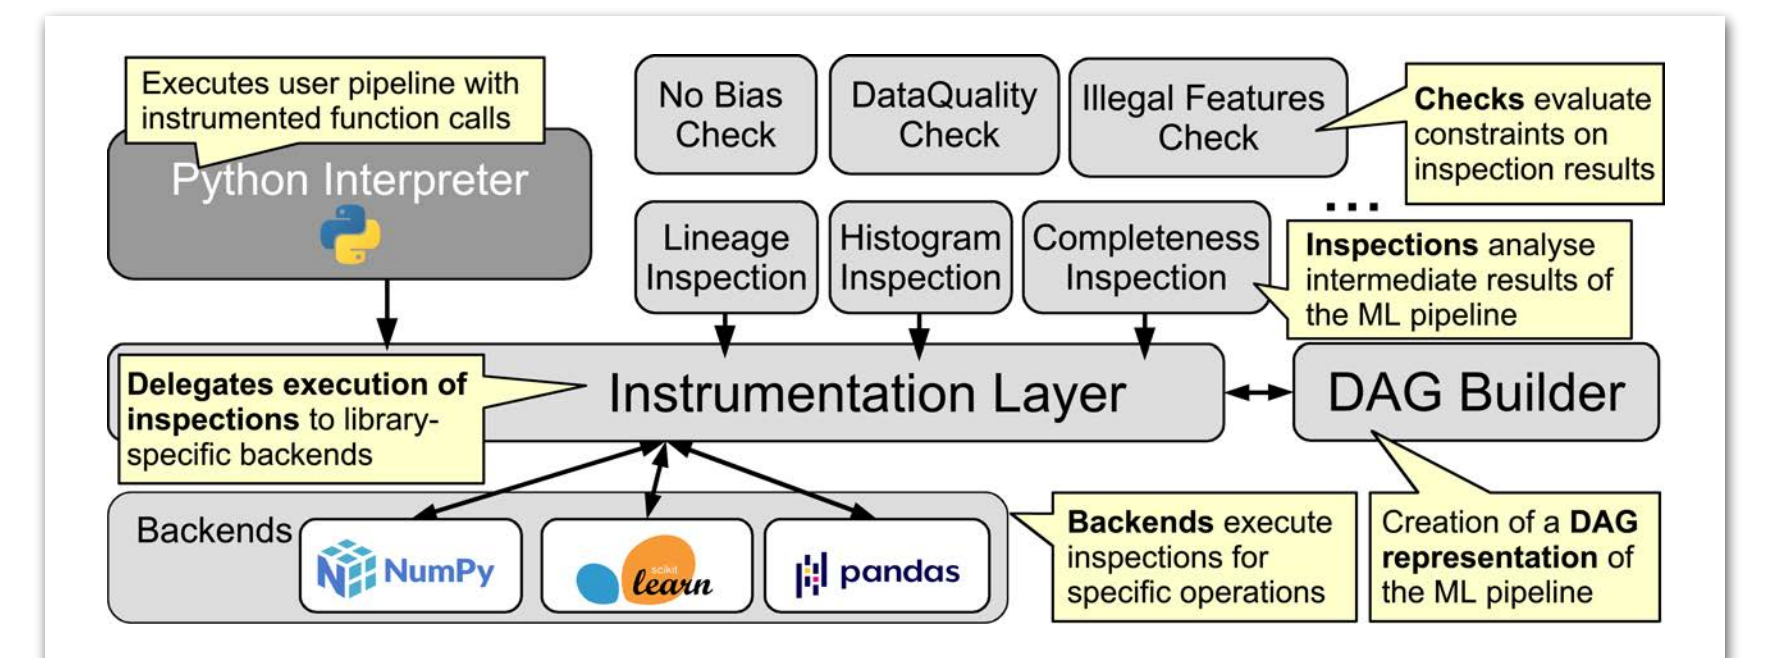 Executes user pipeline with
instrumented function calls
Python Interpreter
No Bias
Check
DataQuality
Check
Illegal Features
Check
Checks evaluate
constraints on
inspection results
...
Lineage
Inspection
Histogram
Inspection
Completeness
Inspection
Inspections analyse
intermediate results of
the ML pipeline
Delegates execution of
inspections to library-
specific backends
Instrumentation Layer
DAG Builder
Backends
NumPy
scikit
learn
pandas
Backends execute
inspections for
specific operations
Creation of a DAG
representation of
the ML pipeline